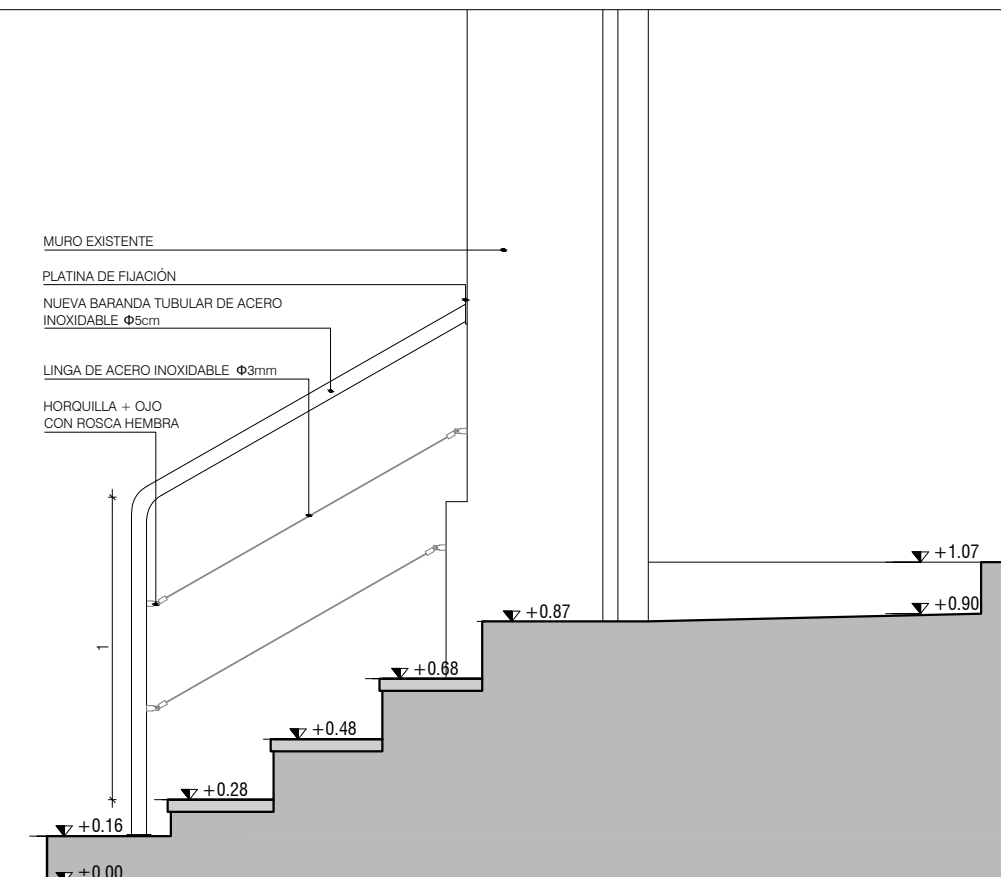 MURO EXISTENTE
PLATINA DE FIJACIÓN
NUEVA BARANDA TUBULAR DE ACERO
INOXIDABLE Φ5cm
LINGA DE ACERO INOXIDABLE Φ3mm
HORQUILLA + OJO
CON ROSCA HEMBRA
1
+1.07
+0.90
+0.87
+0.68
+0.48
+0.28
+0.16
+0.00